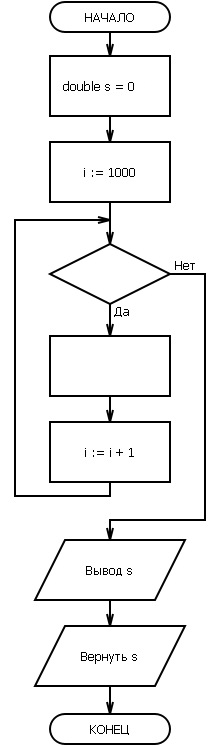 НАЧАЛО
double s = 0
i := 1000
Нет
Да
i := i + 1
Вывод s
Вернуть s
КОНЕЦ